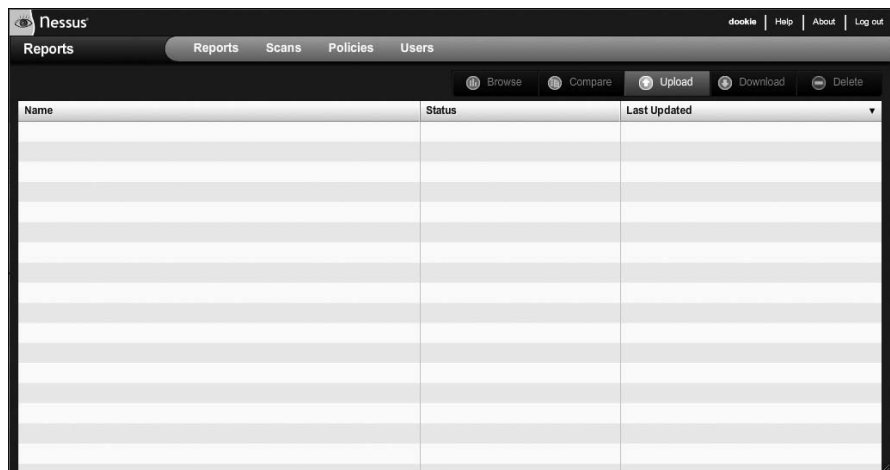 Nessus dookie Help About Log out
Reports Reports Scans Policies Users
Browse Compare Upload Download Delete
Name Status Last Updated